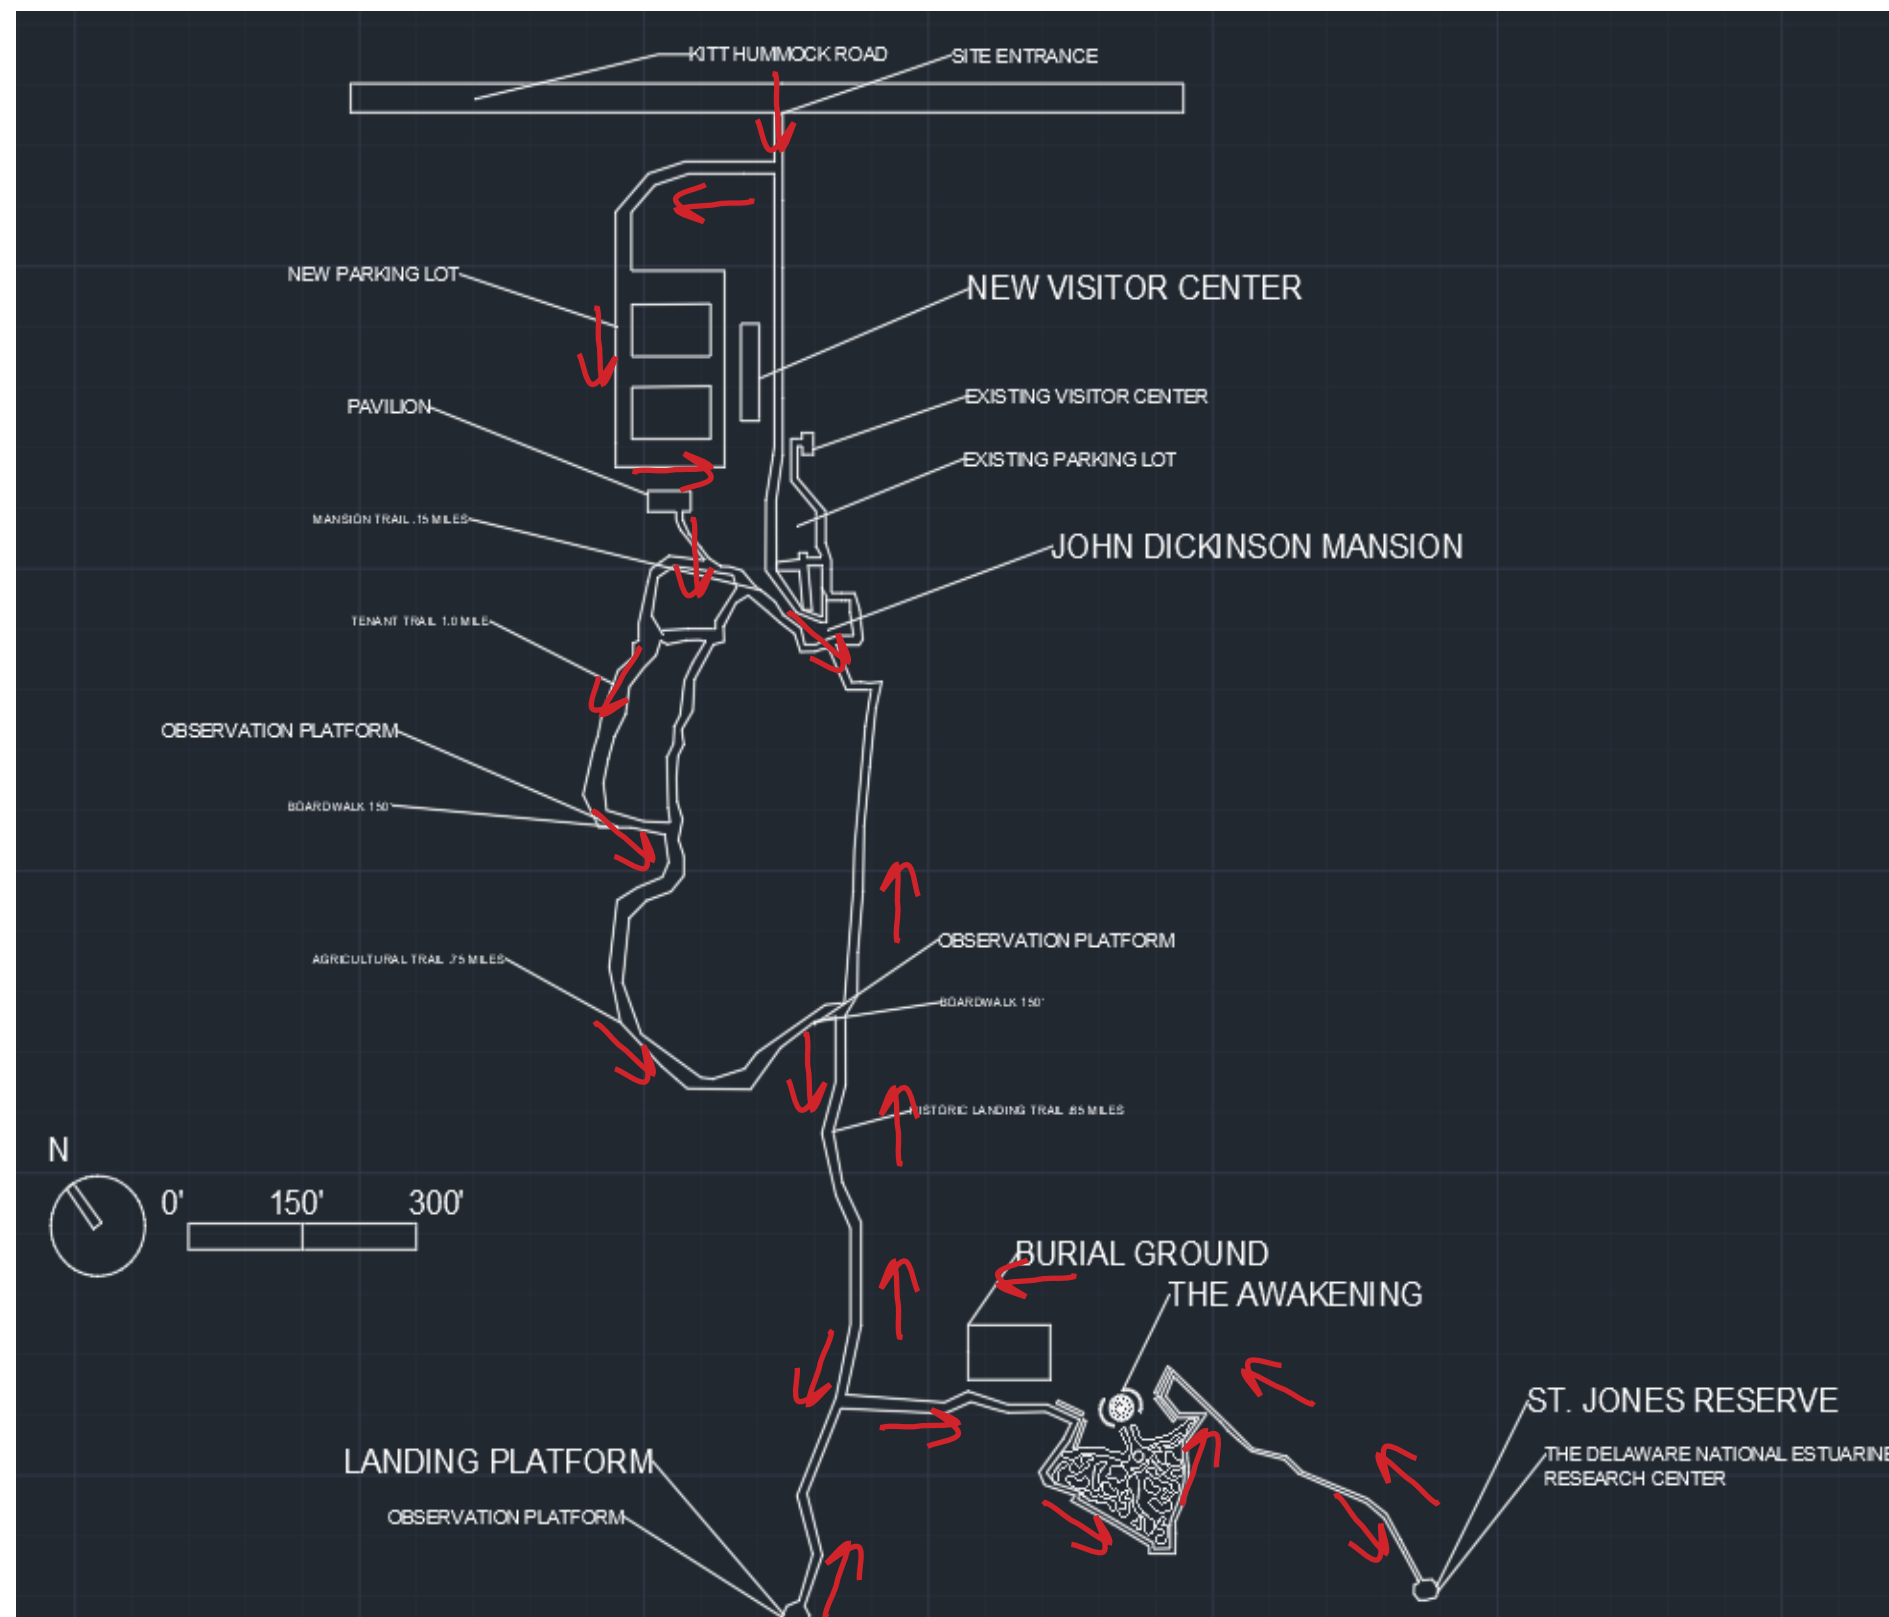 KITT HUMMOCK ROAD
SITE ENTRANCE
NEW PARKING LOT
NEW VISITOR CENTER
PAVILION
EXISTING VISITOR CENTER
EXISTING PARKING LOT
MANSION TRAIL .15 MILES
JOHN DICKINSON MANSION
TENANT TRAIL 1.0 MILE
OBSERVATION PLATFORM
BOARDWALK 150'
OBSERVATION PLATFORM
AGRICULTURAL TRAIL .75 MILES
BOARDWALK 150'
HISTORIC LANDING TRAIL .85 MILES
N
0' 150' 300'
BURIAL GROUND
THE AWAKENING
ST. JONES RESERVE
LANDING PLATFORM
THE DELAWARE NATIONAL ESTUARINE
RESEARCH CENTER
OBSERVATION PLATFORM